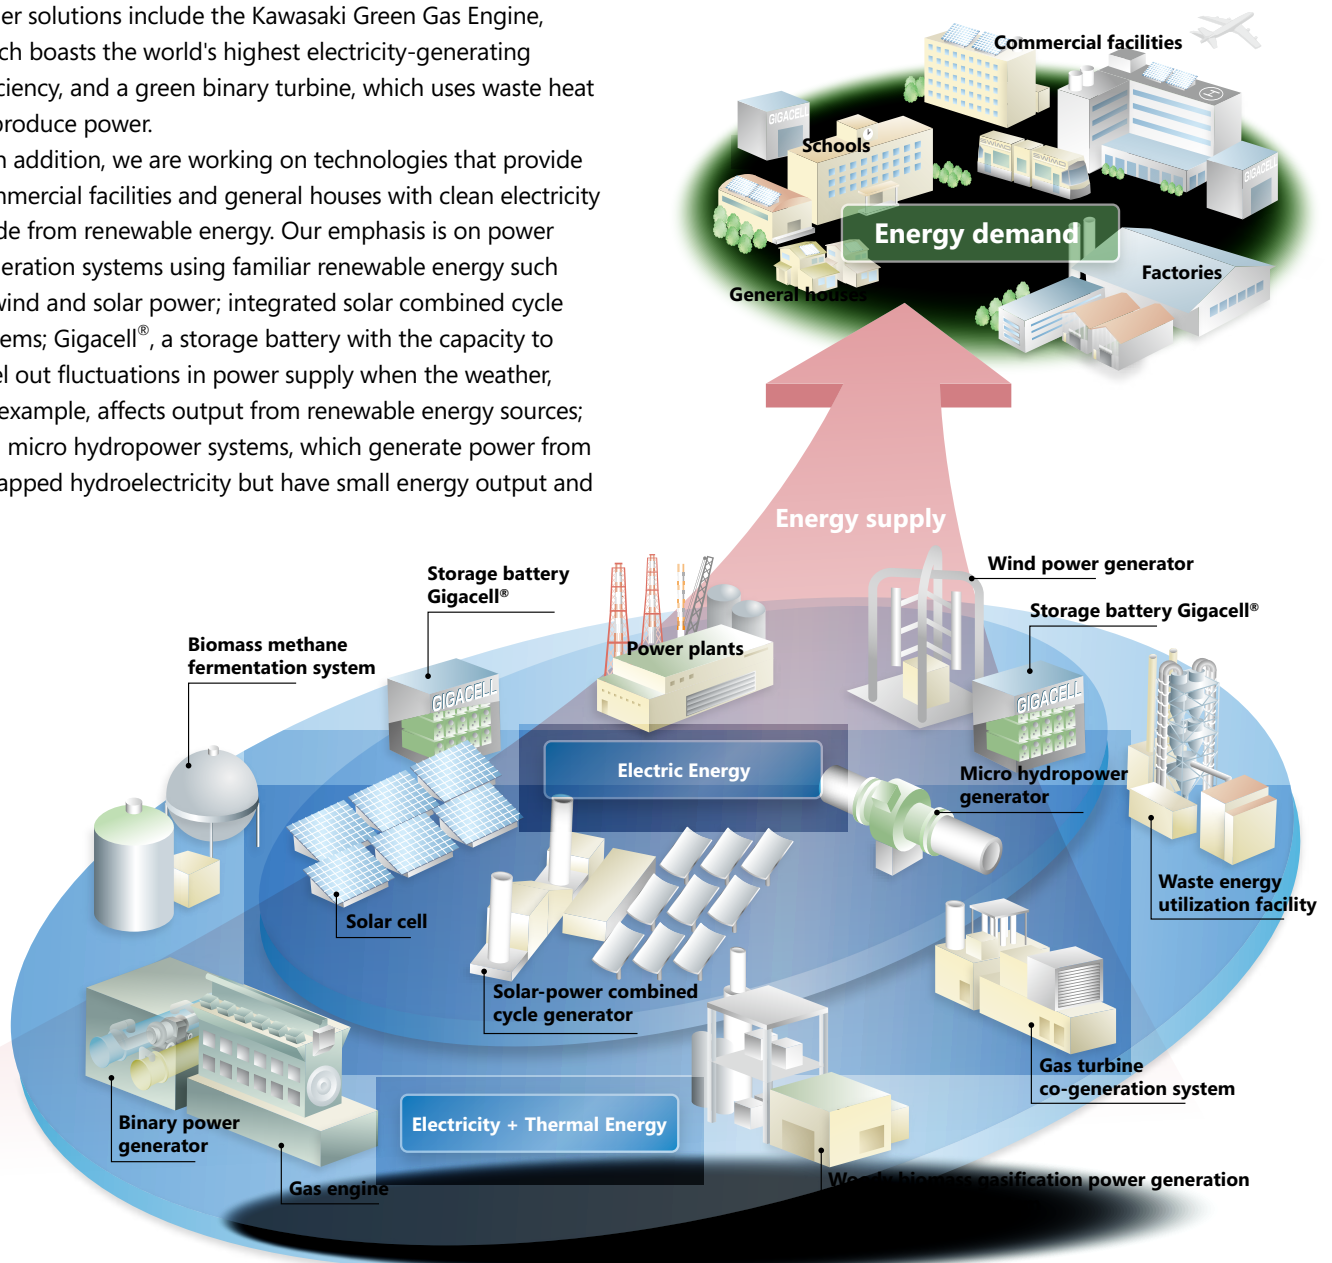 er solutions include the Kawasaki Green Gas Engine,
ch boasts the world's highest electricity-generating
ciency, and a green binary turbine, which uses waste heat
produce power.
n addition, we are working on technologies that provide
mmercial facilities and general houses with clean electricity
de from renewable energy. Our emphasis is on power
eration systems using familiar renewable energy such
wind and solar power; integrated solar combined cycle
tems; Gigacell®, a storage battery with the capacity to
el out fluctuations in power supply when the weather,
example, affects output from renewable energy sources;
micro hydropower systems, which generate power from
apped hydroelectricity but have small energy output and
Commercial facilities
GIGACELL
Schools
SWIMO
SWIMO
GIGACELL
Energy demand
Factories
General houses
Energy supply
Wind power generator
Storage battery
Gigacell®
Storage battery Gigacell®
Biomass methane
fermentation system
Power plants
GIGACELL
GIGACELL
Electric Energy
Micro hydropower
generator
Waste energy
utilization facility
Solar cell
Solar-power combined
cycle generator
Gas turbine
co-generation system
Binary power
generator
Electricity + Thermal Energy
Woody biomass gasification power generation
Gas engine